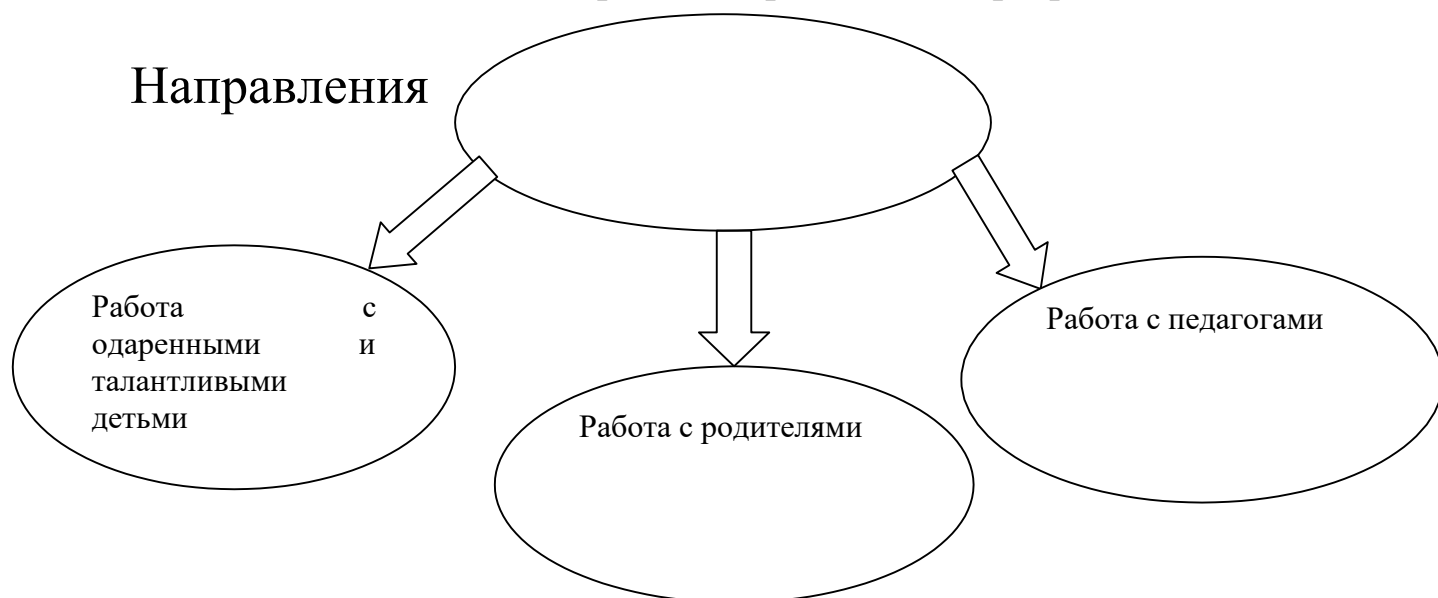 Направления
Работа с
одаренными и
талантливыми
детьми
Работа с родителями
Работа с педагогами